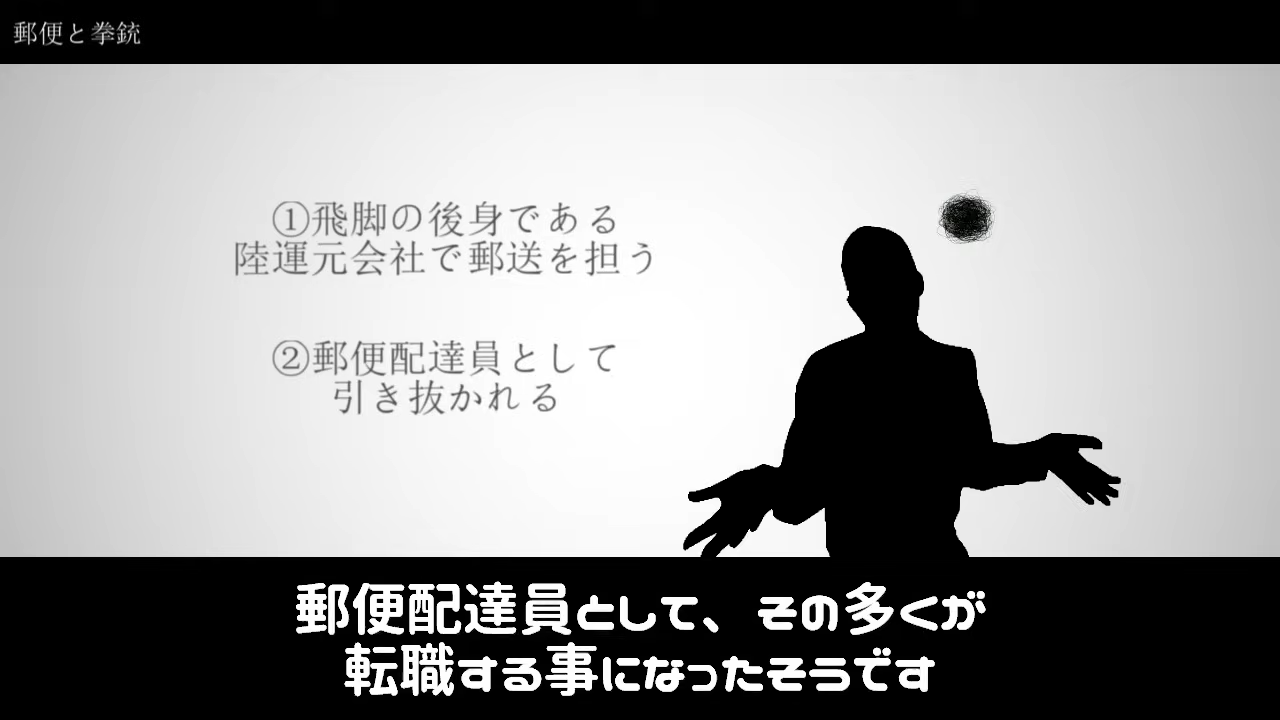 郵便と拳銃
①飛脚の後身である
陸運元会社で郵送を担う
②郵便配達員として
引き抜かれる
郵便配達員として、その多くが
転職する事になったそうです